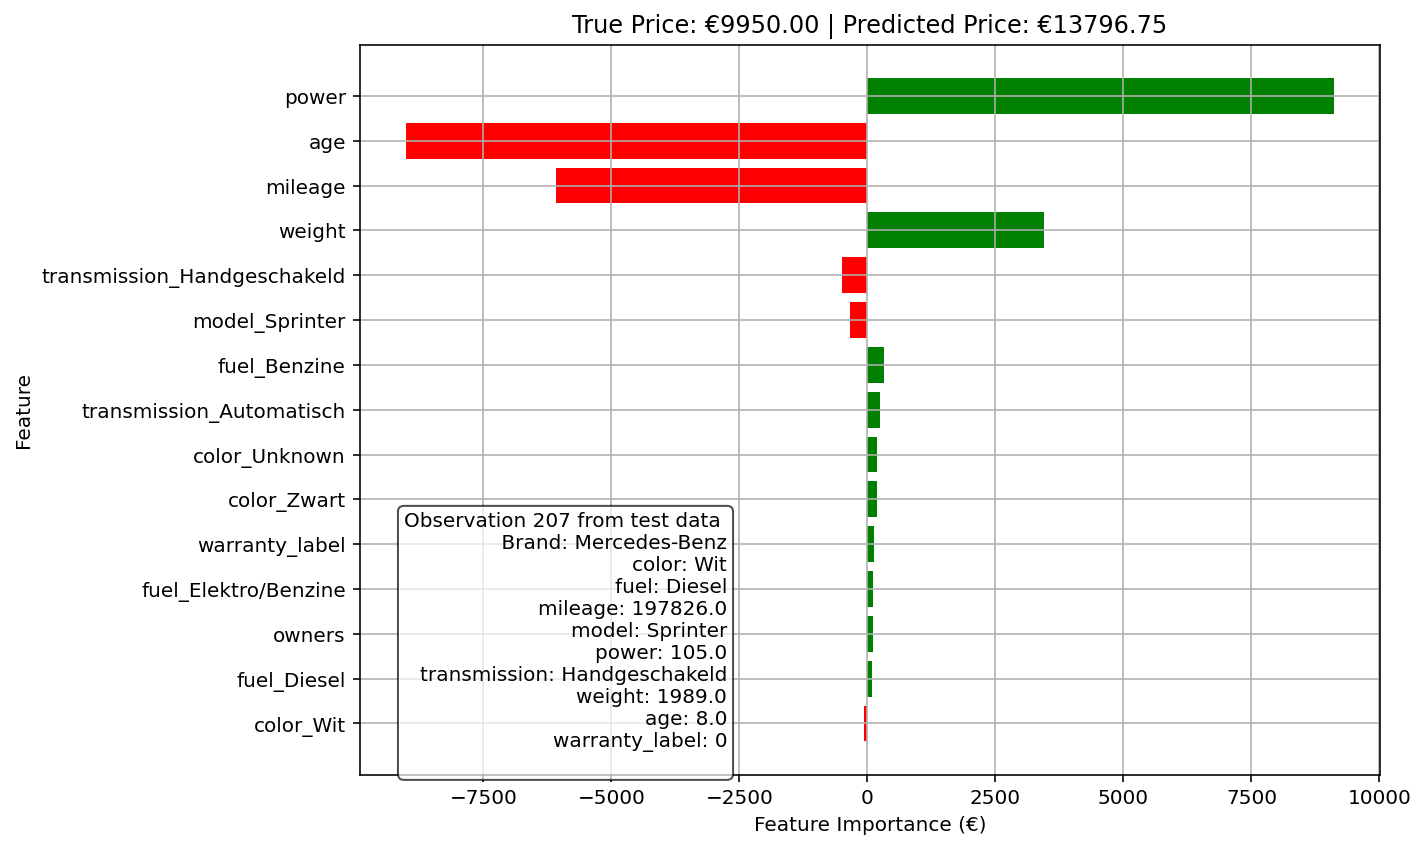 True Price: €9950.00 | Predicted Price: €13796.75
Feature
power
age
mileage
weight
transmission_Handgeschakeld
model_Sprinter
fuel_Benzine
transmission_Automatisch
color_Unknown
color_Zwart
warranty_label
fuel_Elektro/Benzine
owners
fuel_Diesel
color_Wit
Observation 207 from test data
Brand: Mercedes-Benz
color: Wit
fuel: Diesel
mileage: 197826.0
model: Sprinter
power: 105.0
transmission: Handgeschakeld
weight: 1989.0
age: 8.0
warranty_label: 0
−7500 −5000 −2500 0 2500 5000 7500 10000
Feature Importance (€)